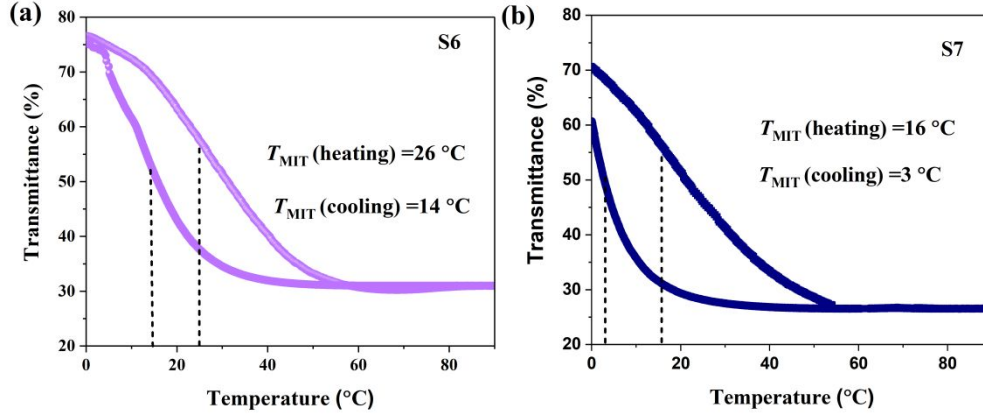 (a)
S6
T_MIT (heating) =26 °C
T_MIT (cooling) =14 °C
Transmittance (%)
80
70
60
50
40
30
20
0 20 40 60 80
Temperature (°C)
(b)
S7
T_MIT (heating) =16 °C
T_MIT (cooling) =3 °C
Transmittance (%)
80
70
60
50
40
30
20
0 20 40 60 80
Temperature (°C)